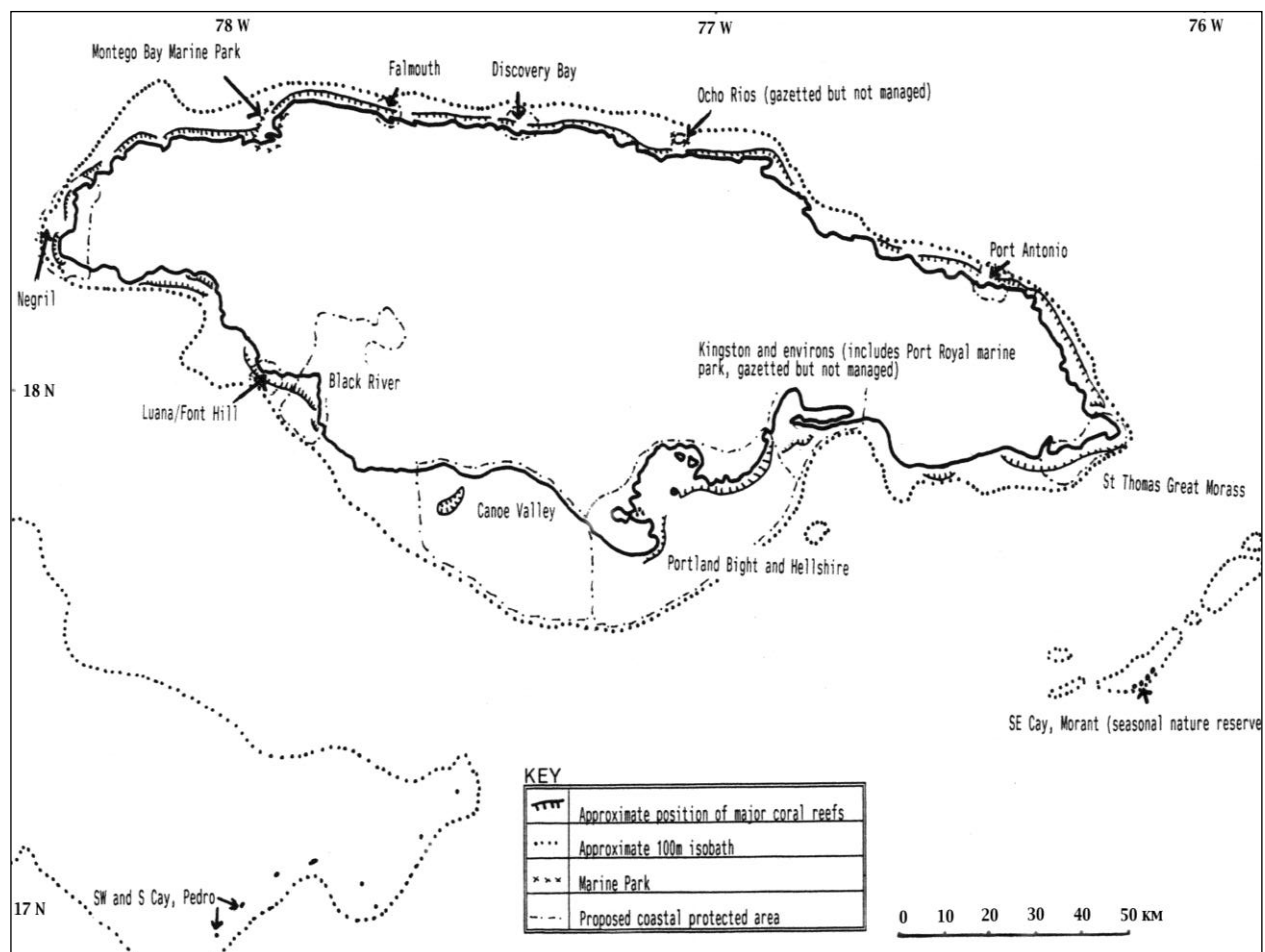 78 W
77 W
76 W
Montego Bay Marine Park
Falmouth
Discovery Bay
Ocho Rios (gazetted but not managed)
Port Antonio
Negril
Kingston and environs (includes Port Royal marine
park, gazetted but not managed)
18 N
Black River
Luana/Font Hill
St Thomas Great Morass
Canoe Valley
Portland Bight and Hellshire
SE Cay, Morant (seasonal nature reserve
KEY
Approximate position of major coral reefs
Approximate 100m isobath
Marine Park
Proposed coastal protected area
SW and S Cay, Pedro
17 N
0 10 20 30 40 50 KM